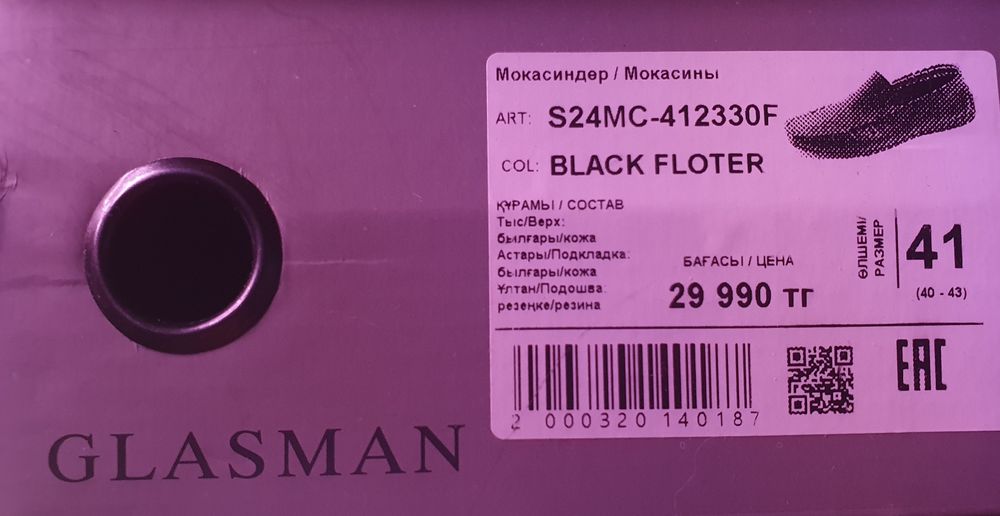 Мокасиндер / Мокасины
ART: S24MC-412330F
COL: BLACK FLOTER
ҚҰРАМЫ / СОСТАВ
Тыс/Верх:
былғары/кожа
Астары/Подкладка:
былғары/кожа
Ұлтан/Подошва:
резеңке/резина
БАҒАСЫ / ЦЕНА
29 990 тг
ӨЛШЕМІ/
РАЗМЕР
41
(40 - 43)
2 000320 140187
EAC
GLASMAN